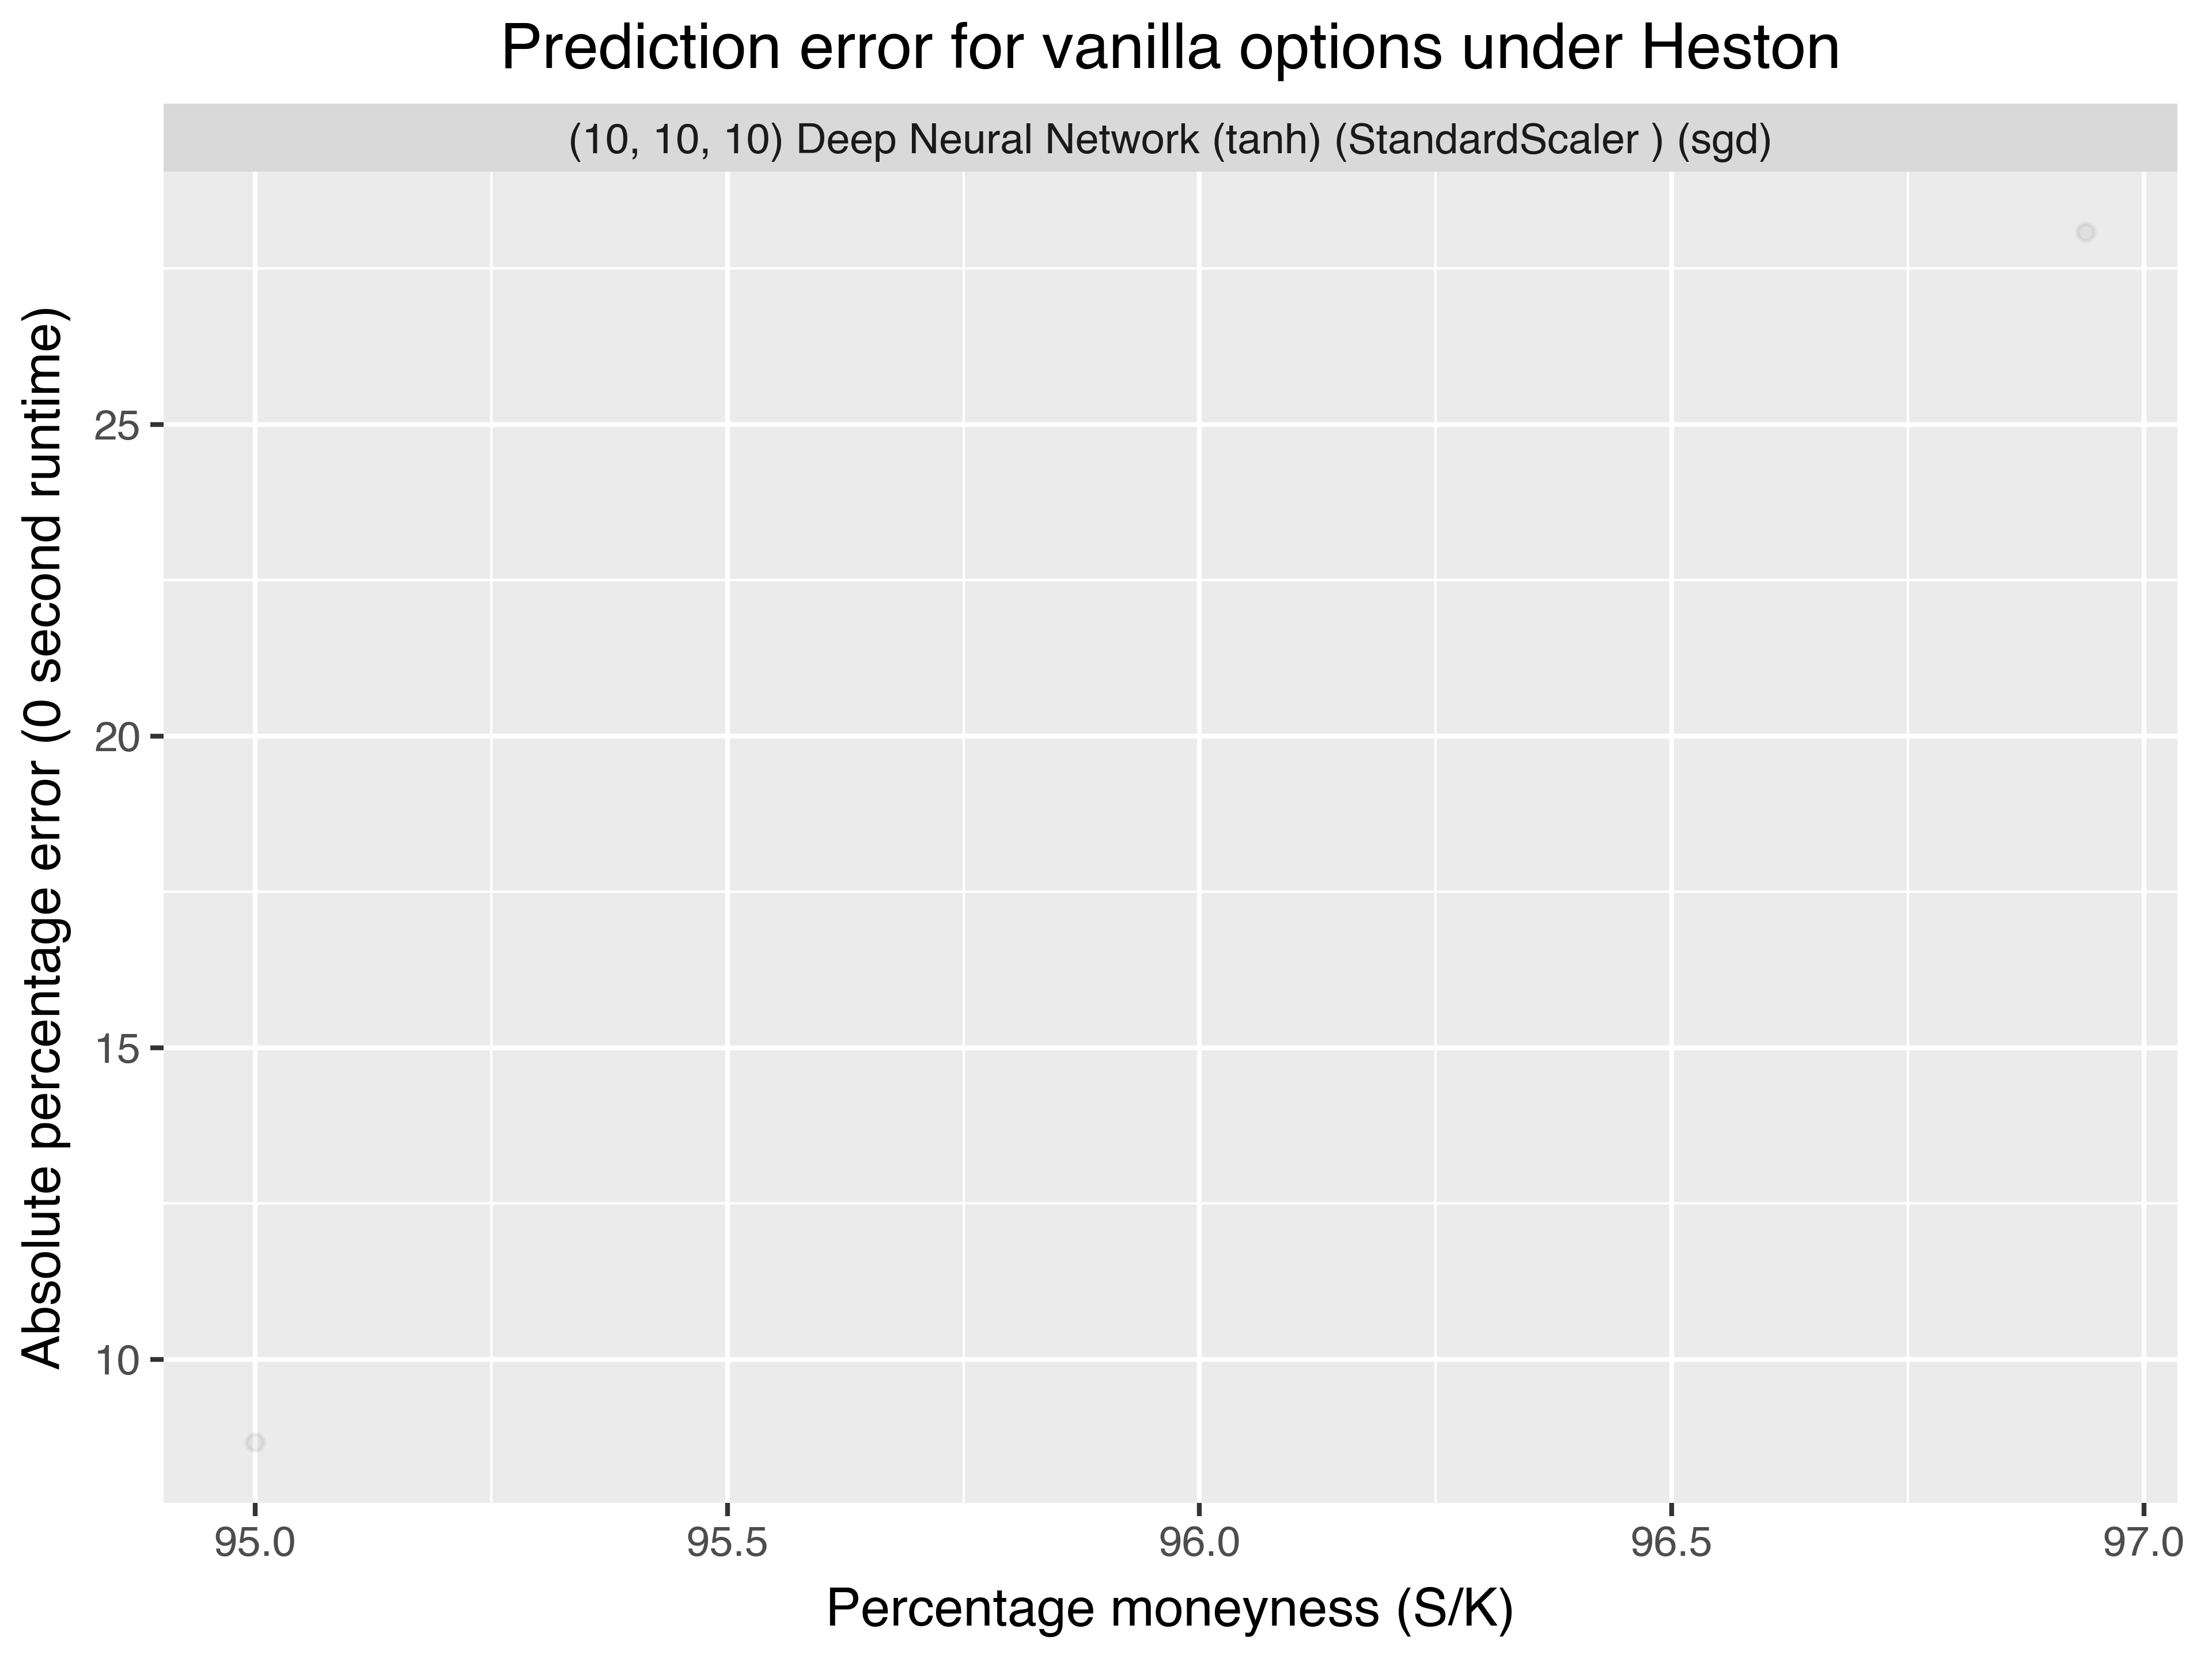 Prediction error for vanilla options under Heston
(10, 10, 10) Deep Neural Network (tanh) (StandardScaler ) (sgd)
Absolute percentage error (0 second runtime)
25
20
15
10
95.0 95.5 96.0 96.5 97.0
Percentage moneyness (S/K)